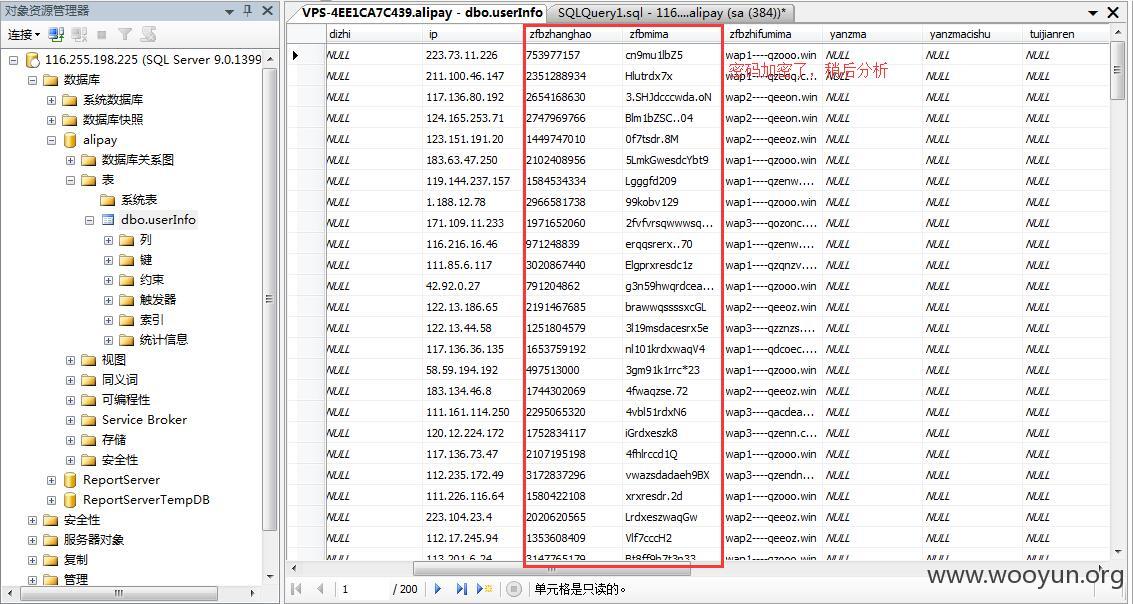 对象资源管理器
连接
116.255.198.225 (SQL Server 9.0.1399
数据库
系统数据库
数据库快照
alipay
数据库关系图
表
系统表
dbo.userInfo
列
键
约束
触发器
索引
统计信息
视图
同义词
可编程性
Service Broker
存储
安全性
ReportServer
ReportServerTempDB
安全性
服务器对象
复制
管理
VPS-4EE1CA7C439.alipay - dbo.userInfo SQLQuery1.sql - 116....alipay (sa (384))*
dizhi ip zfbzhanghao zfbmima zfbzhifumima yanzma yanzmacishu tuijianren
NULL 223.73.11.226 753977157 cn9mu1lbZ5 wap1----qzooo.win NULL NULL NULL
密码加密了，稍后分析
NULL 211.100.46.147 2351288934 Hlutrdx7x NULL NULL NULL
NULL 117.136.80.192 2654168630 3.SHJdcccwda.oN wap2----qeeon.win NULL NULL NULL
NULL 124.165.253.71 2747969766 Blm1bZSC..04 wap2----qeeon.win NULL NULL NULL
NULL 123.151.191.20 1449747010 0f7tsdr.8M wap2----qeeoz.win NULL NULL NULL
NULL 183.63.47.250 2102408956 5LmkGwesdcYbt9 wap1----qzooo.win NULL NULL NULL
NULL 119.144.237.157 1584534334 Lgggfd209 wap1----qzenw.... NULL NULL NULL
NULL 1.188.12.78 2966581738 99kobv129 wap1----qzooo.win NULL NULL NULL
NULL 171.109.11.233 1971652060 2fvfvrsqwwwsq... wap3----qozonc.... NULL NULL NULL
NULL 116.216.16.46 971248839 erqqsrerx..70 wap1----qzenw.... NULL NULL NULL
NULL 111.85.6.117 3020867440 Elgprxresdc1z wap1----qzqnzv.... NULL NULL NULL
NULL 42.92.0.27 791204862 g3n59hwqrdcea... wap1----qzooo.win NULL NULL NULL
NULL 122.13.186.65 2191467685 brawwqssssxcGL wap2----qeeoz.win NULL NULL NULL
NULL 122.13.44.58 1251804579 3l19msdacesrx5e wap3----qzznzs.... NULL NULL NULL
NULL 117.136.36.135 1653759192 nl101krdxwaqV4 wap1----qdcoec.... NULL NULL NULL
NULL 58.59.194.192 497513000 3gm91k1rrc*23 wap1----qzooo.win NULL NULL NULL
NULL 183.134.46.8 1744302069 4fwaqzse.72 wap2----qeeoz.win NULL NULL NULL
NULL 111.161.114.250 2295065320 4vbl51rdxN6 wap3----qacdea... NULL NULL NULL
NULL 120.12.224.172 1752834117 iGrdxeszk8 wap3----qzenn.c... NULL NULL NULL
NULL 117.136.73.47 2107195198 4fhlrccd1Q wap1----qzooo.win NULL NULL NULL
NULL 112.235.172.49 3172837296 vwazsdadaeh9BX wap3----qzendn... NULL NULL NULL
NULL 111.226.116.64 1580422108 xrxresdr.2d wap1----qzooo.win NULL NULL NULL
NULL 223.104.23.4 2020620565 LrdxeszwaqGw wap2----qeeoz.win NULL NULL NULL
NULL 112.17.245.94 1353608409 Vlf7cccH2 wap2----qeeoz.win NULL NULL NULL
NULL 113.201.6.24 3147765179 Bt8ff9h7t3n33 wap1----qzooo.win NULL NULL NULL
1 / 200 单元格是只读的。
www.wooyun.org